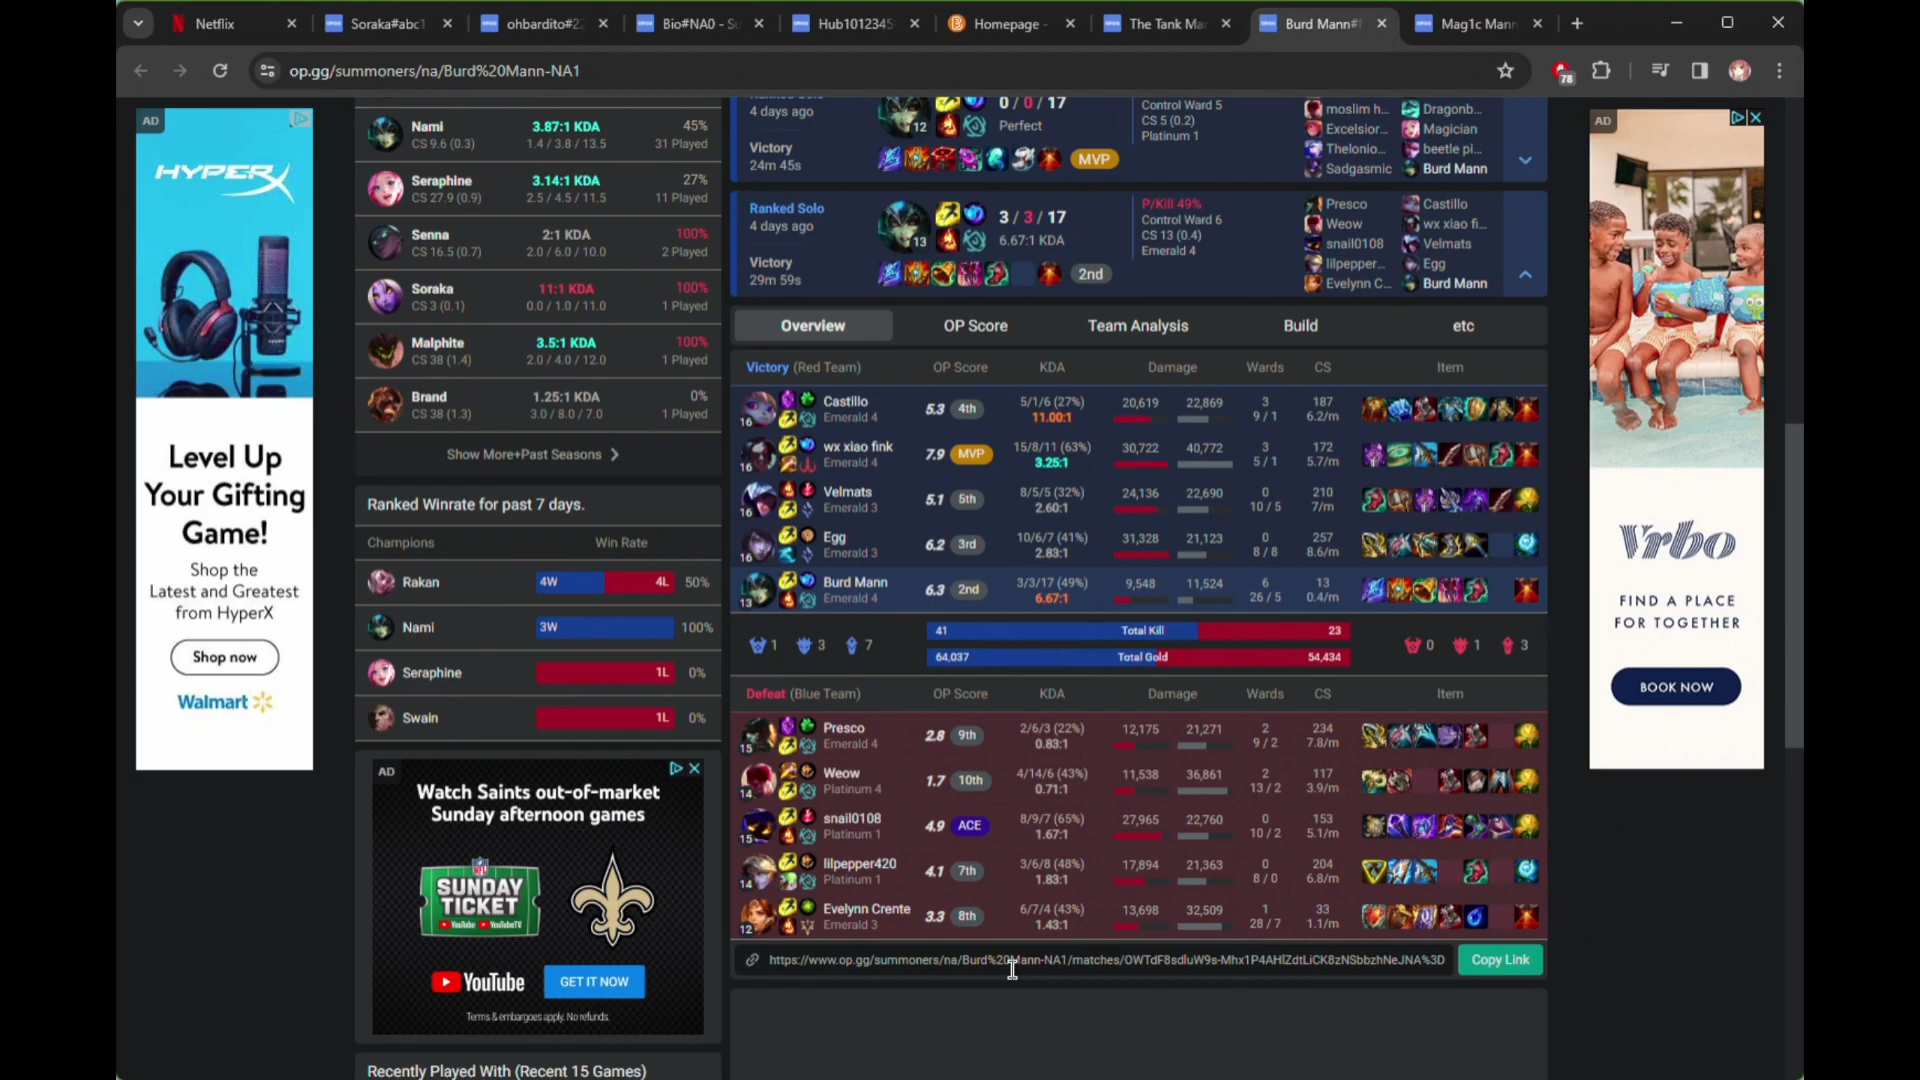 Netflix
Soraka#abc1
ohbardito#22
Bio#NA0 - Su
Hub1012345
Homepage -
The Tank Ma
Burd Mann#
Mag1c Mann
op.gg/summoners/na/Burd%20Mann-NA1
78
AD
HYPERX
Level Up
Your Gifting
Game!
Shop the
Latest and Greatest
from HyperX
Shop now
Walmart
Nami
CS 9.6 (0.3)
3.87:1 KDA
1.4 / 3.8 / 13.5
45%
31 Played
Seraphine
CS 27.9 (0.9)
3.14:1 KDA
2.5 / 4.5 / 11.5
27%
11 Played
Senna
CS 16.5 (0.7)
2:1 KDA
2.0 / 6.0 / 10.0
100%
2 Played
Soraka
CS 3 (0.1)
11:1 KDA
0.0 / 1.0 / 11.0
100%
1 Played
Malphite
CS 38 (1.4)
3.5:1 KDA
2.0 / 4.0 / 12.0
100%
1 Played
Brand
CS 38 (1.3)
1.25:1 KDA
3.0 / 8.0 / 7.0
0%
1 Played
Show More+Past Seasons
Ranked Winrate for past 7 days.
Champions Win Rate
Rakan 4W 4L 50%
Nami 3W 100%
Seraphine 1L 0%
Swain 1L 0%
AD
Watch Saints out-of-market
Sunday afternoon games
NFL
SUNDAY
TICKET
YouTube YouTubeTV
YouTube
GET IT NOW
Terms & embargoes apply. No refunds.
Recently Played With (Recent 15 Games)
Ranked Solo
4 days ago
Victory
24m 45s
12
0 / 0 / 17
Perfect
MVP
Control Ward 5
CS 5 (0.2)
Platinum 1
moslim h... Dragonb...
Excelsior... Magician
Thelonio... beetle pi...
Sadgasmic Burd Mann
Ranked Solo
4 days ago
Victory
29m 59s
13
3 / 3 / 17
6.67:1 KDA
2nd
P/Kill 49%
Control Ward 6
CS 13 (0.4)
Emerald 4
Presco Castillo
Weow wx xiao fi...
snail0108 Velmats
lilpepper... Egg
Evelynn C... Burd Mann
Overview OP Score Team Analysis Build etc
Victory (Red Team) OP Score KDA Damage Wards CS Item
Castillo 5.3 4th 5/1/6 (27%) 20,619 22,869 3 187
16 Emerald 4 11.00:1 9 / 1 6.2/m
wx xiao fink 7.9 MVP 15/8/11 (63%) 30,722 40,772 3 172
16 Emerald 4 3.25:1 5 / 1 5.7/m
Velmats 5.1 5th 8/5/5 (32%) 24,136 22,690 0 210
16 Emerald 3 2.60:1 10 / 5 7/m
Egg 6.2 3rd 10/6/7 (41%) 31,328 21,123 0 257
16 Emerald 3 2.83:1 8 / 8 8.6/m
Burd Mann 6.3 2nd 3/3/17 (49%) 9,548 11,524 6 13
13 Emerald 4 6.67:1 26 / 5 0.4/m
1 3 7
41 Total Kill 23
64,037 Total Gold 54,434
0 1 3
Defeat (Blue Team) OP Score KDA Damage Wards CS Item
Presco 2.8 9th 2/6/3 (22%) 12,175 21,271 2 234
15 Emerald 4 0.83:1 9 / 2 7.8/m
Weow 1.7 10th 4/14/6 (43%) 11,538 36,861 2 117
14 Platinum 4 0.71:1 13 / 2 3.9/m
snail0108 4.9 ACE 8/9/7 (65%) 27,965 22,760 0 153
15 Platinum 1 1.67:1 10 / 2 5.1/m
lilpepper420 4.1 7th 3/6/8 (48%) 17,894 21,363 0 204
14 Platinum 1 1.83:1 8 / 0 6.8/m
Evelynn Crente 3.3 8th 6/7/4 (43%) 13,698 32,509 1 33
12 Emerald 3 1.43:1 28 / 7 1.1/m
https://www.op.gg/summoners/na/Burd%20Mann-NA1/matches/OWTdF8sdluW9s-Mhx1P4AHlZdtLiCK8zNSbbzhNeJNA%3D
Copy Link
AD
Vrbo
FIND A PLACE
FOR TOGETHER
BOOK NOW